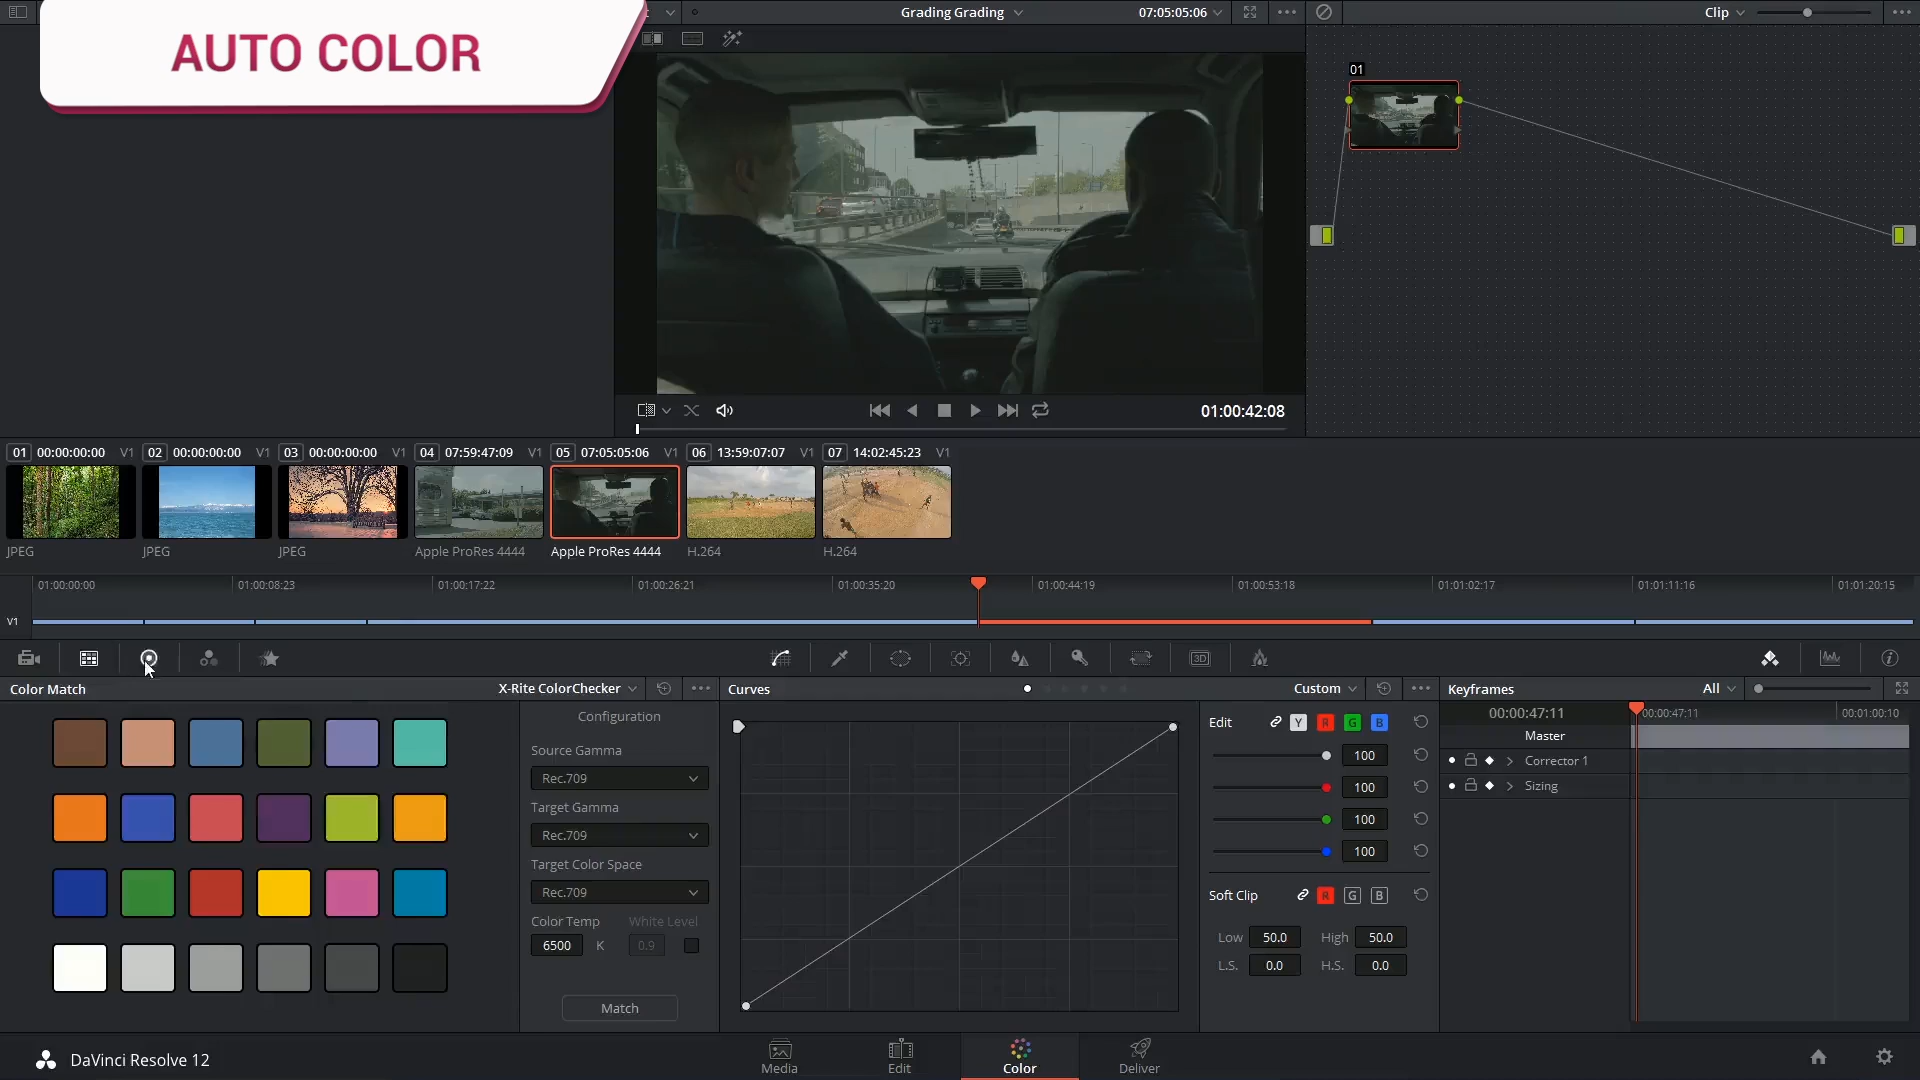 AUTO COLOR
Grading Grading
07:05:05:06
Clip
01
01:00:42:08
01 00:00:00:00 V1
02 00:00:00:00 V1
03 00:00:00:00 V1
04 07:59:47:09 V1
05 07:05:05:06 V1
06 13:59:07:07 V1
07 14:02:45:23 V1
JPEG
JPEG
JPEG
Apple ProRes 4444
Apple ProRes 4444
H.264
H.264
01:00:00:00
01:00:08:23
01:00:17:22
01:00:26:21
01:00:35:20
01:00:44:19
01:00:53:18
01:01:02:17
01:01:11:16
01:01:20:15
V1
3D
Color Match
X-Rite ColorChecker
Configuration
Source Gamma
Rec.709
Target Gamma
Rec.709
Target Color Space
Rec.709
Color Temp White Level
6500 K 0.9
Match
Curves
Custom
Edit Y R G B
100
100
100
100
Soft Clip R G B
Low 50.0 High 50.0
L.S. 0.0 H.S. 0.0
Keyframes
All
00:00:47:11
00:00:47:11
00:01:00:10
Master
Corrector 1
Sizing
DaVinci Resolve 12
Media
Edit
Color
Deliver